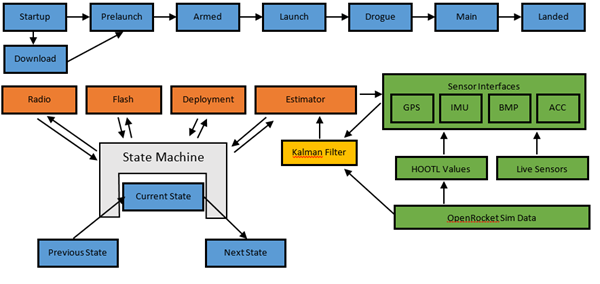 Startup
Prelaunch
Armed
Launch
Drogue
Main
Landed
Download
Radio
Flash
Deployment
Estimator
Sensor Interfaces
GPS
IMU
BMP
ACC
State Machine
Kalman Filter
HOOTL Values
Live Sensors
Current State
OpenRocket Sim Data
Previous State
Next State